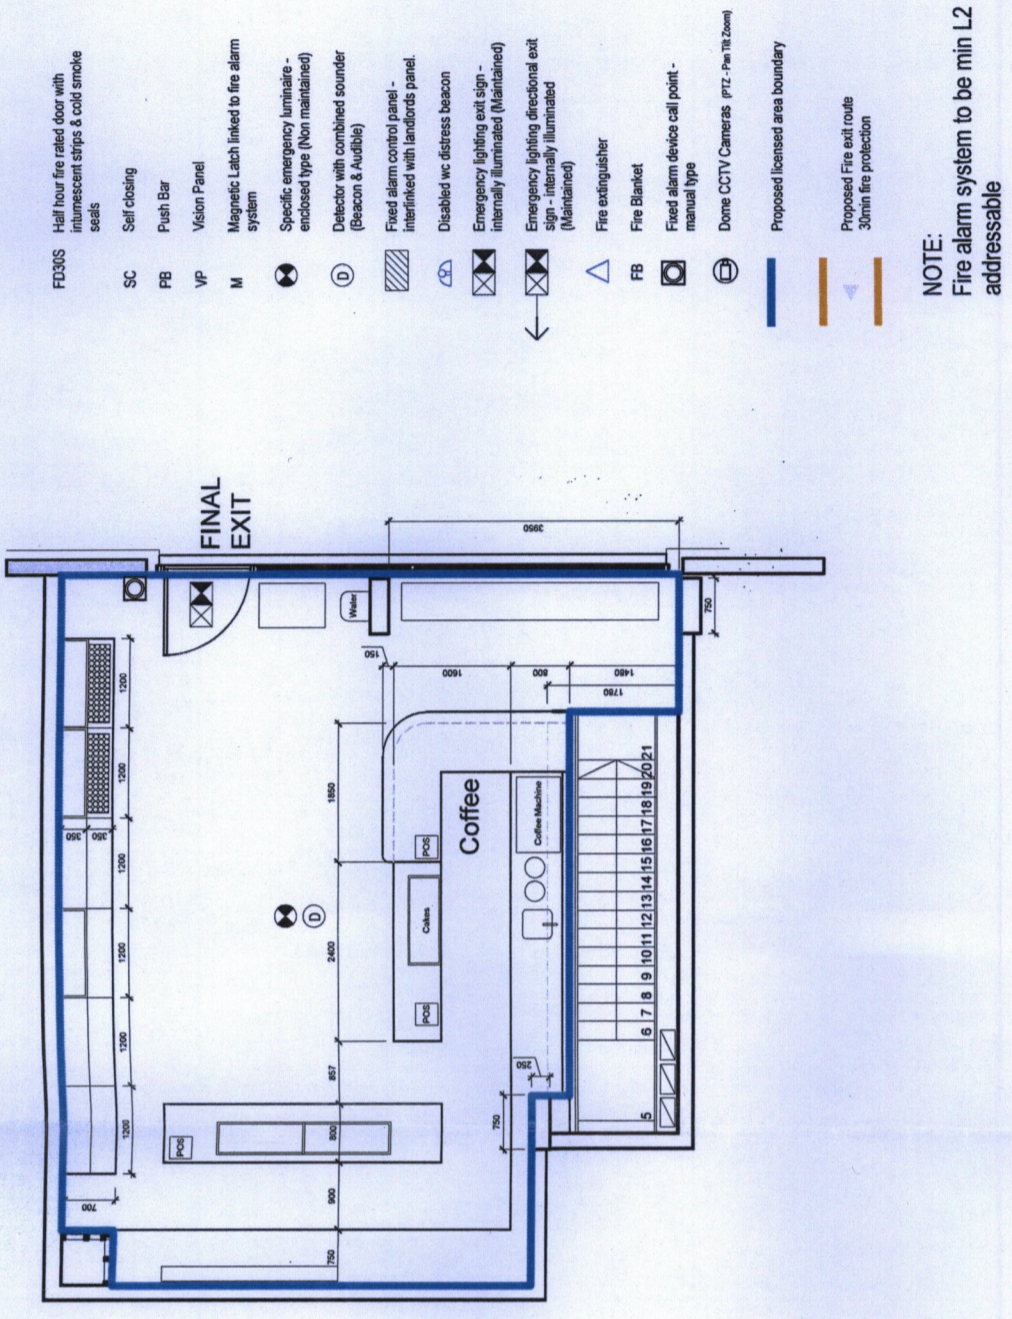 FD30S
Half hour fire rated door with
intumescent strips & cold smoke
seals
SC
Self closing
PB
Push Bar
VP
Vision Panel
M
Magnetic Latch linked to fire alarm
system
Specific emergency luminaire -
enclosed type (Non maintained)
D
Detector with combined sounder
(Beacon & Audible)
Fixed alarm control panel -
interlinked with landlords panel.
Disabled wc distress beacon
Emergency lighting exit sign -
internally illuminated (Maintained)
Emergency lighting directional exit
sign - internally illuminated
(Maintained)
Fire extinguisher
FB
Fire Blanket
Fixed alarm device call point -
manual type
Dome CCTV Cameras (PTZ - Pan Tilt Zoom)
Proposed licensed area boundary
Proposed Fire exit route
30min fire protection
NOTE:
Fire alarm system to be min L2
addressable
FINAL
EXIT
3950
750
Water
150
1600
800
1460
1780
1200
1200
1200
1200
1200
1200
350
350
700
1850
2400
857
800
900
750
D
POS
Cakes
POS
Coffee
Coffee Machine
POS
250
750
5
6 7 8 9 10 11 12 13 14 15 16 17 18 19 20 21